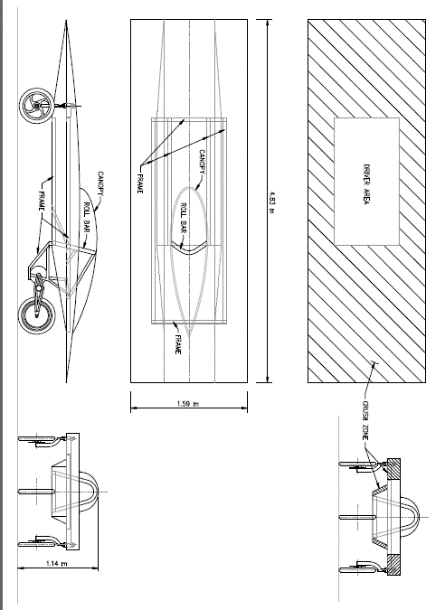 CANOPY
ROLL BAR
FRAME
CANOPY
ROLL BAR
FRAME
FRAME
4.83 m
1.59 m
DRIVER AREA
CRUSH ZONE
1.14 m